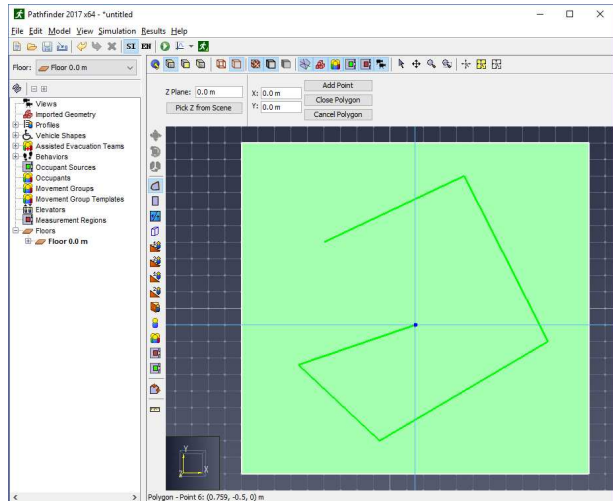 Pathfinder 2017 x64 - *untitled
File Edit Model View Simulation Results Help
SI EN
Floor: Floor 0.0 m
Z Plane: 0.0 m
Pick Z from Scene
X: 0.0 m
Y: 0.0 m
Add Point
Close Polygon
Cancel Polygon
Views
Imported Geometry
Profiles
Vehicle Shapes
Assisted Evacuation Teams
Behaviors
Occupant Sources
Occupants
Movement Groups
Movement Group Templates
Elevators
Measurement Regions
Floors
Floor 0.0 m
Y
X
Z
Polygon - Point 6: (0.759, -0.5, 0) m